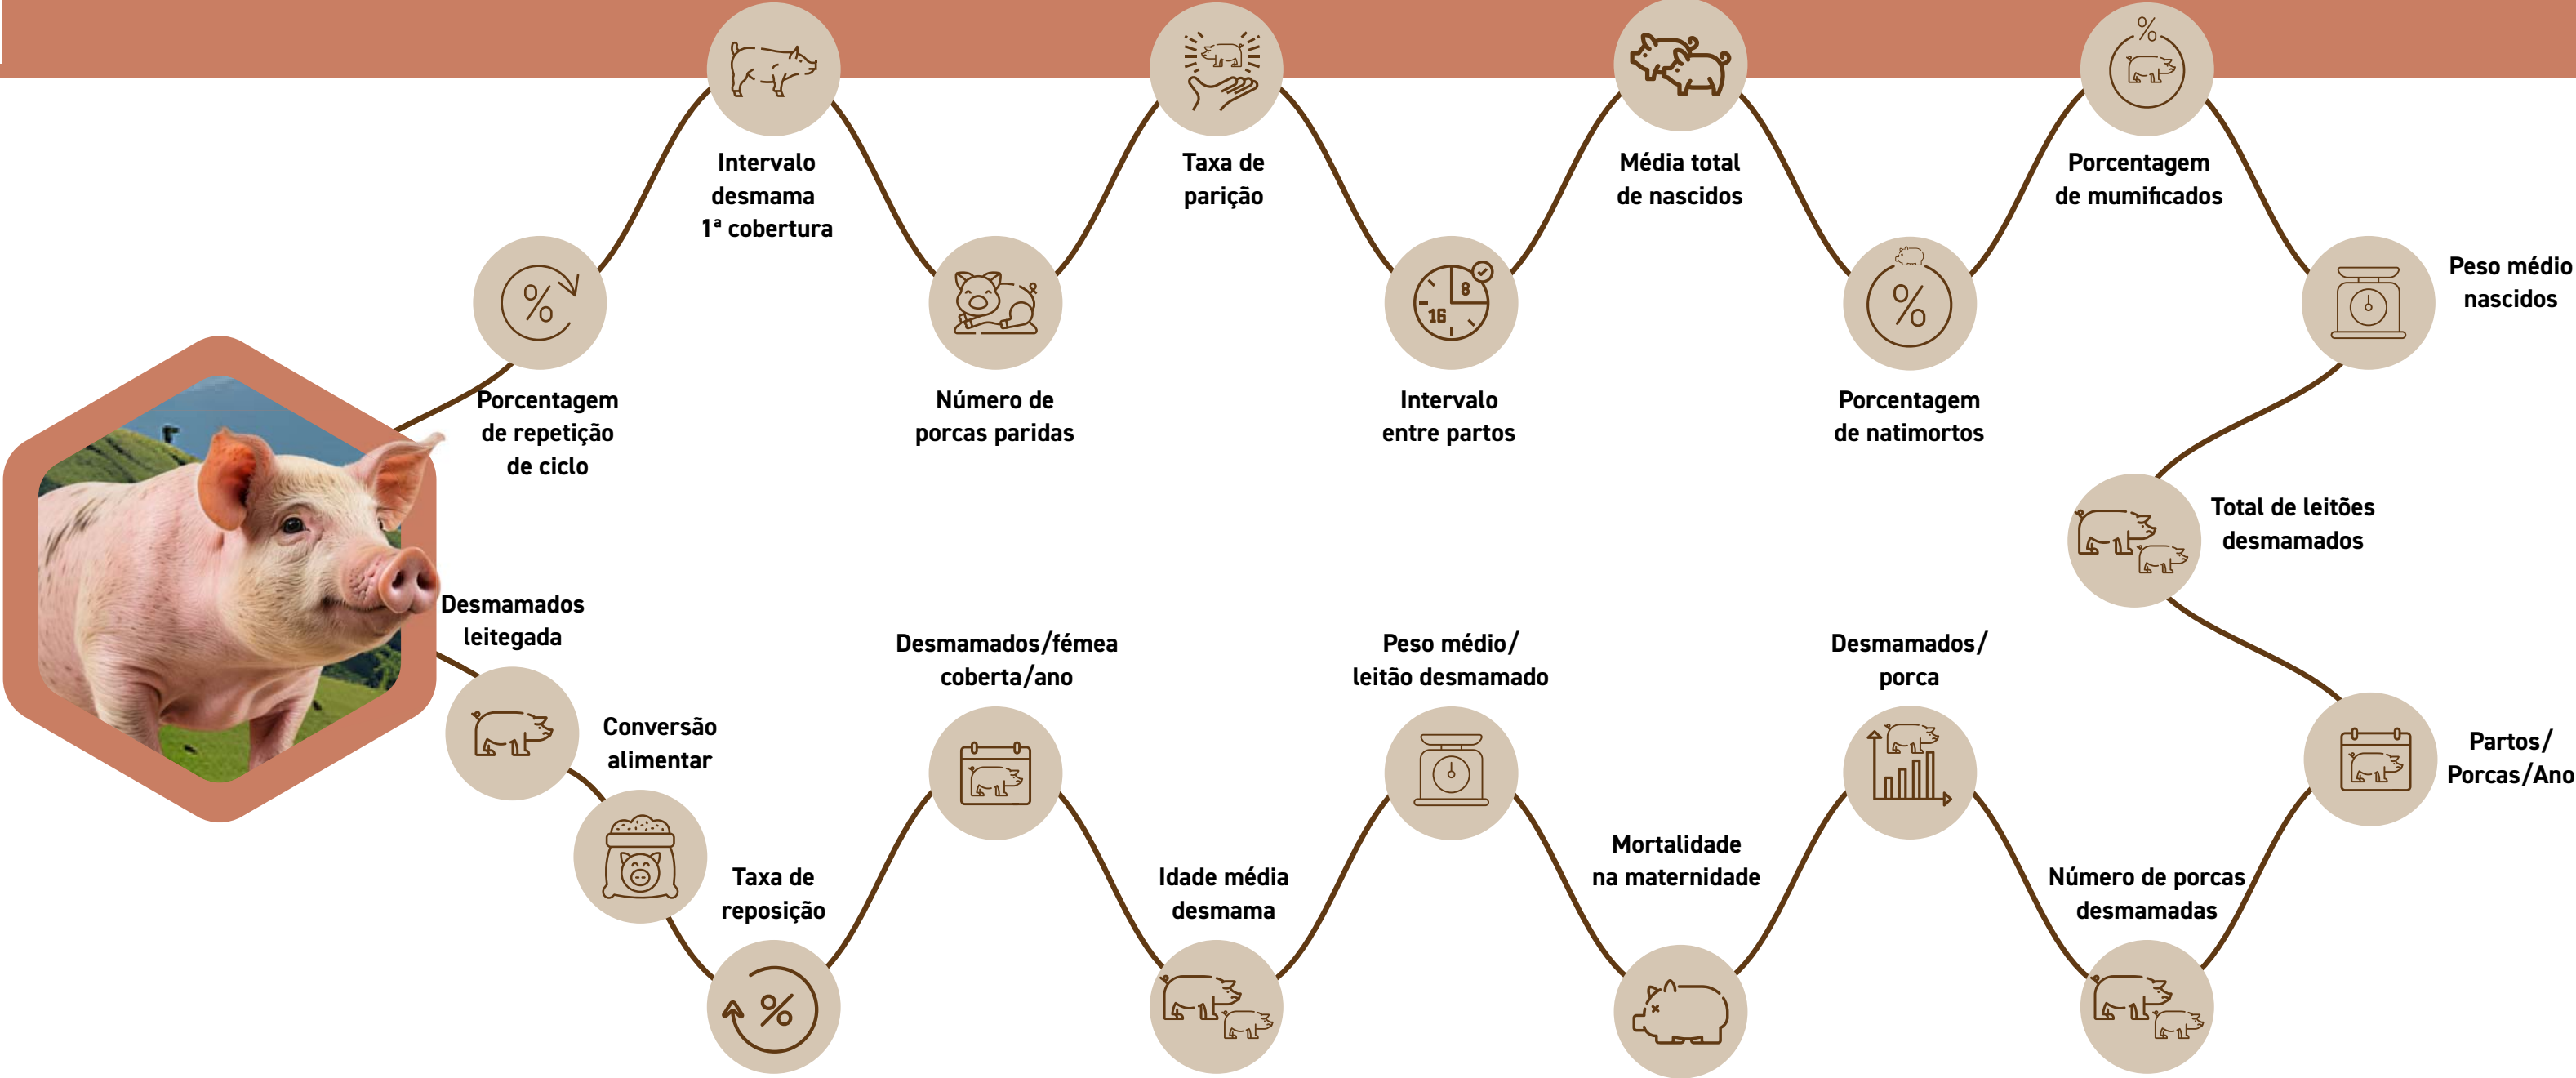 Intervalo
desmama
1ª cobertura
Taxa de
parição
Média total
de nascidos
Porcentagem
de mumificados
Peso médio
nascidos
Porcentagem
de repetição
de ciclo
Número de
porcas paridas
8
16
Intervalo
entre partos
%
Porcentagem
de natimortos
Total de leitões
desmamados
Desmamados
leitegada
Conversão
alimentar
Taxa de
reposição
Desmamados/fémea
coberta/ano
Idade média
desmama
Peso médio/
leitão desmamado
Mortalidade
na maternidade
Desmamados/
porca
Número de porcas
desmamadas
Partos/
Porcas/Ano
%
%
%